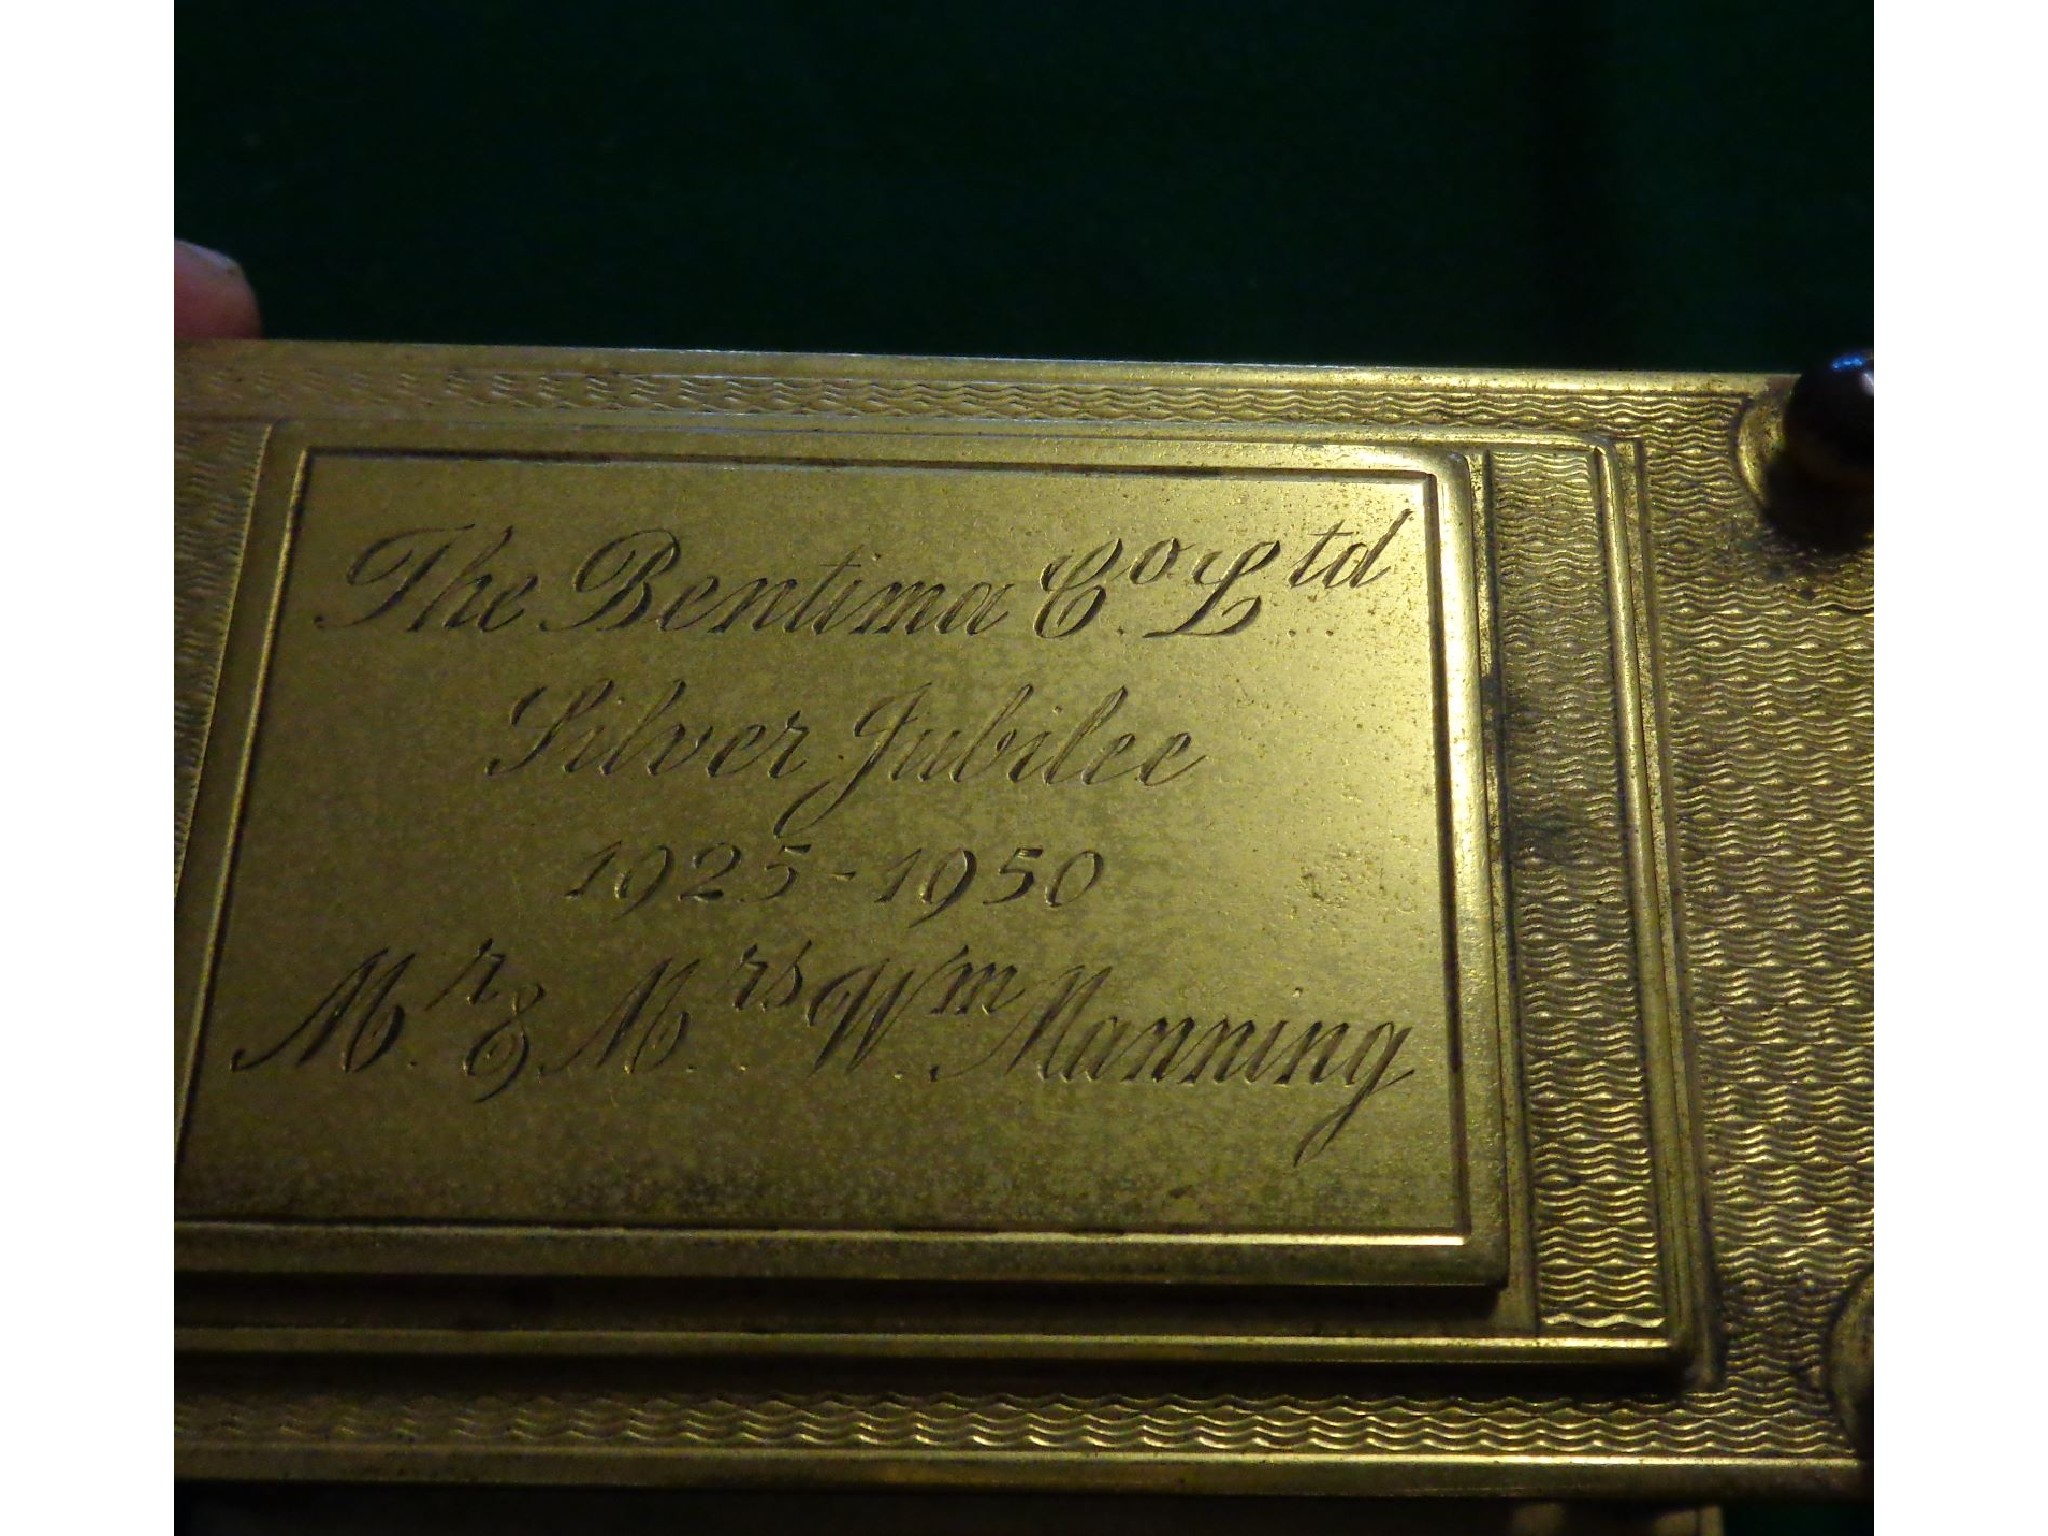 The Bentima Co. Ltd
Silver Jubilee
1925-1950
Mr. & Mrs. Wm. Manning